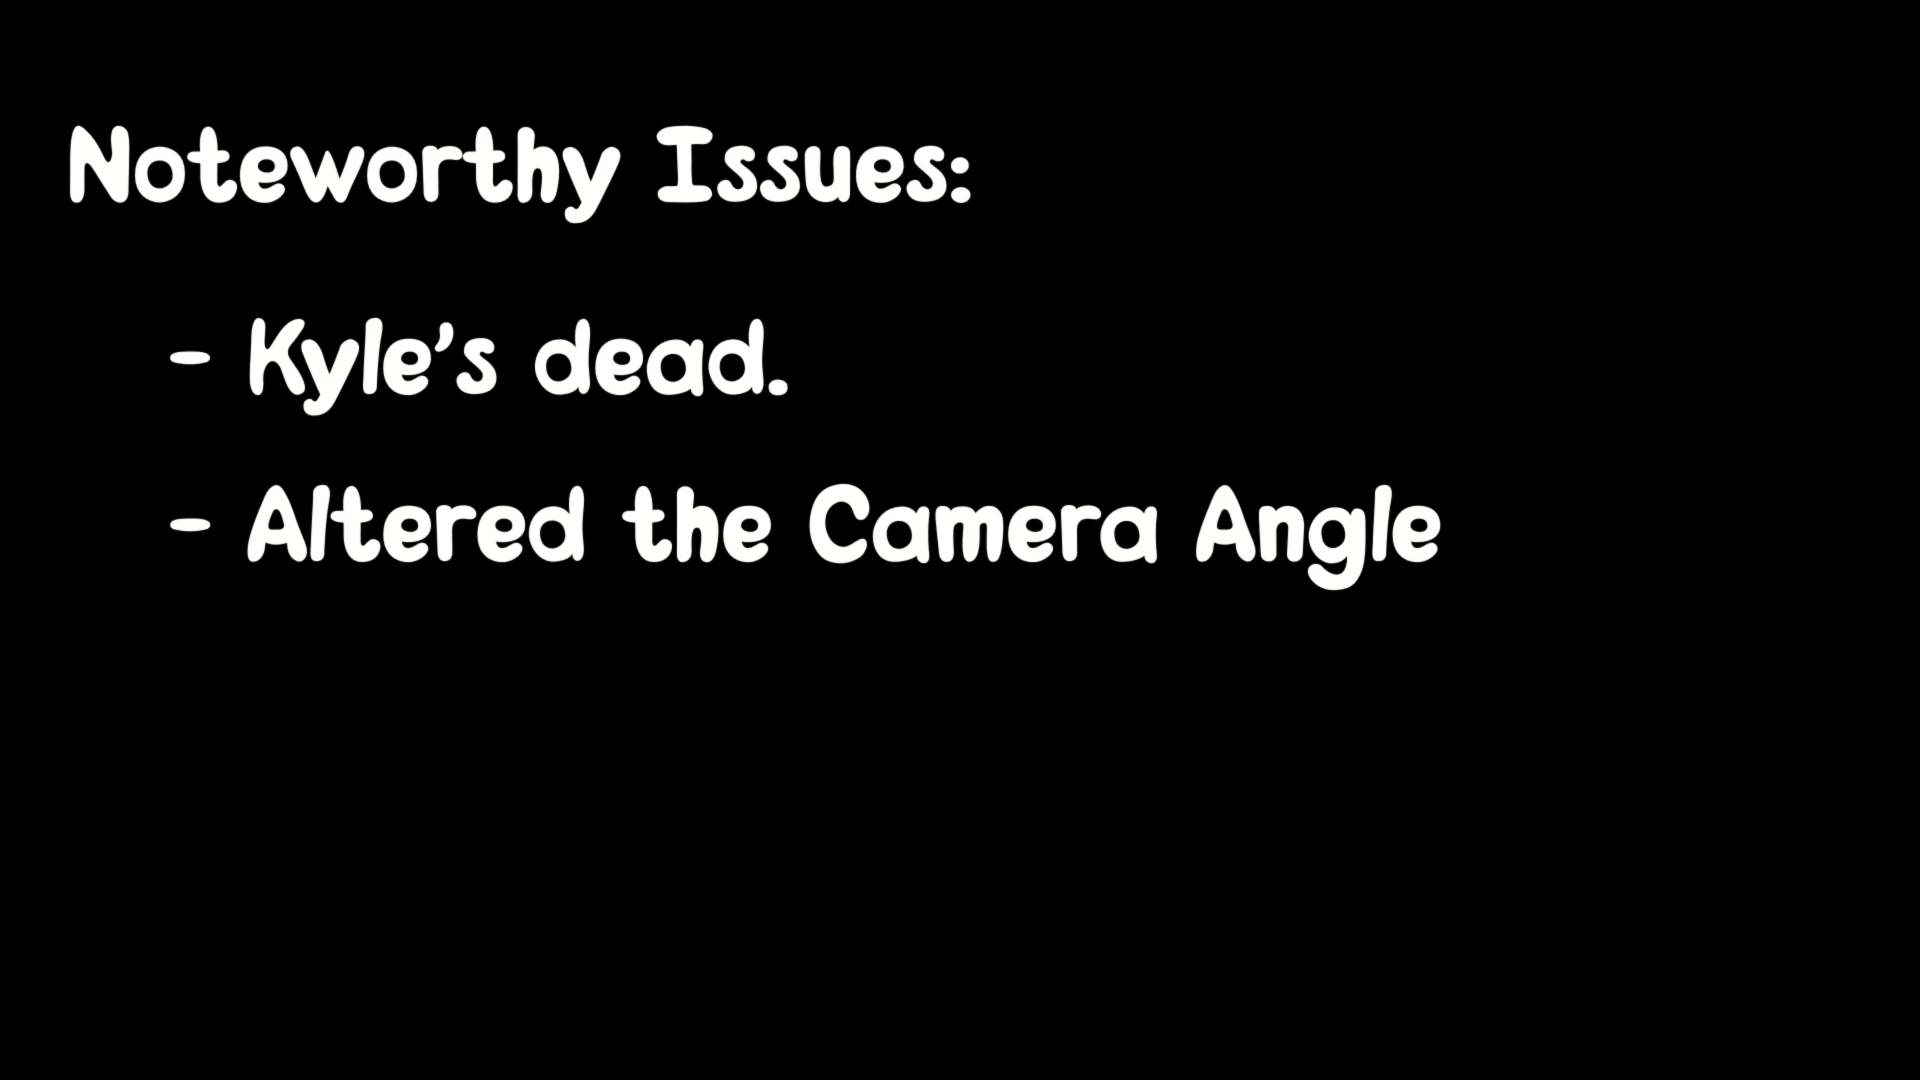 Noteworthy Issues:
- Kyle's dead.
- Altered the Camera Angle